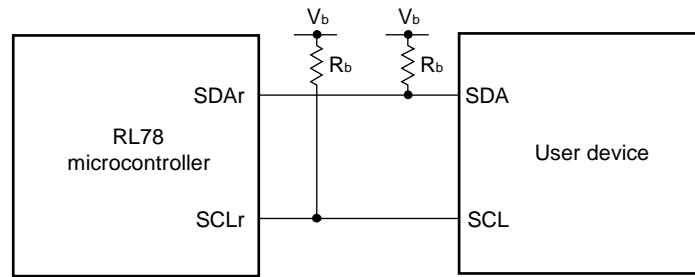 Vb Vb
Rb Rb
SDAr SDA
RL78
microcontroller
User device
SCLr SCL